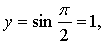 y = sin π/2 = 1,